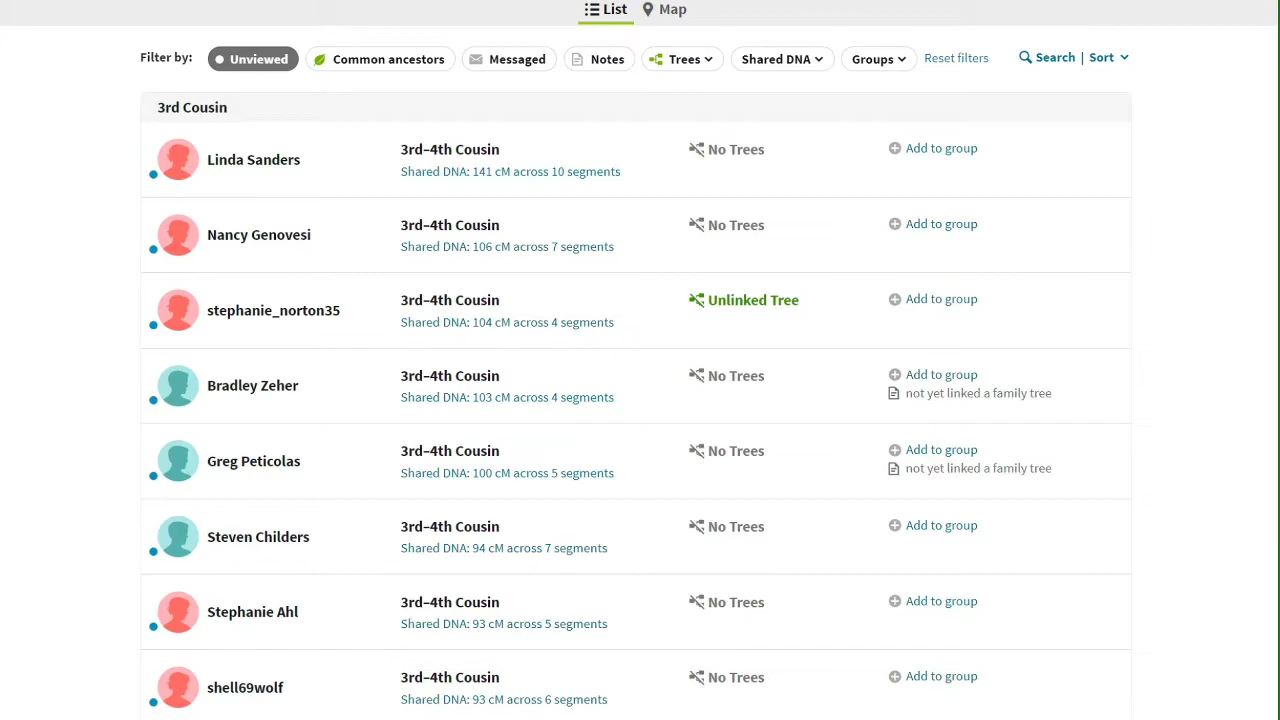 List Map
Filter by: Unviewed Common ancestors Messaged Notes Trees Shared DNA Groups Reset filters Search | Sort
3rd Cousin
Linda Sanders 3rd–4th Cousin No Trees Add to group
Shared DNA: 141 cM across 10 segments
Nancy Genovesi 3rd–4th Cousin No Trees Add to group
Shared DNA: 106 cM across 7 segments
stephanie_norton35 3rd–4th Cousin Unlinked Tree Add to group
Shared DNA: 104 cM across 4 segments
Bradley Zeher 3rd–4th Cousin No Trees Add to group
Shared DNA: 103 cM across 4 segments not yet linked a family tree
Greg Peticolas 3rd–4th Cousin No Trees Add to group
Shared DNA: 100 cM across 5 segments not yet linked a family tree
Steven Childers 3rd–4th Cousin No Trees Add to group
Shared DNA: 94 cM across 7 segments
Stephanie Ahl 3rd–4th Cousin No Trees Add to group
Shared DNA: 93 cM across 5 segments
shell69wolf 3rd–4th Cousin No Trees Add to group
Shared DNA: 93 cM across 6 segments